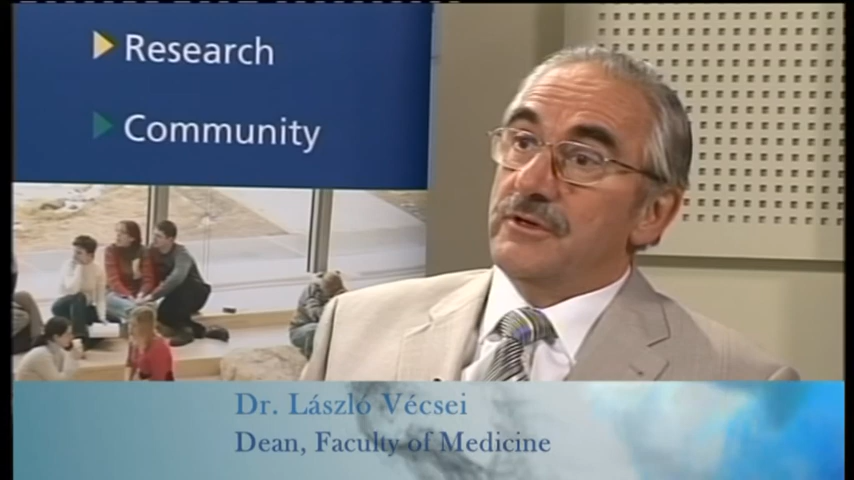 Research
Community
Dr. László Vécsei
Dean, Faculty of Medicine